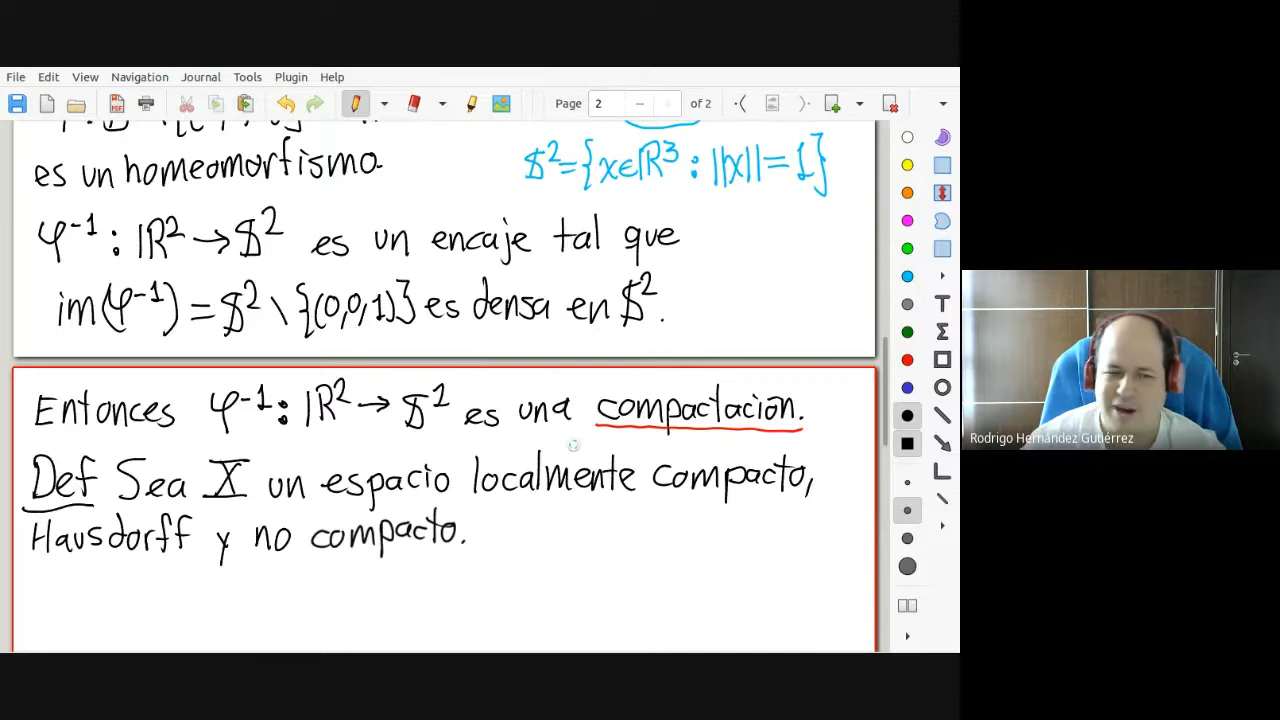 File Edit View Navigation Journal Tools Plugin Help
Page 2 of 2
es un homeomorfismo
𝕊²={x∈ℝ³ : ||x||=1}
φ⁻¹ : ℝ² → 𝕊² es un encaje tal que
im(φ⁻¹) = 𝕊² \ {(0,0,1)} es densa en 𝕊².
Entonces φ⁻¹ : ℝ² → 𝕊² es una compactación.
Def Sea X un espacio localmente compacto,
Hausdorff y no compacto.
Rodrigo Hernández Gutiérrez